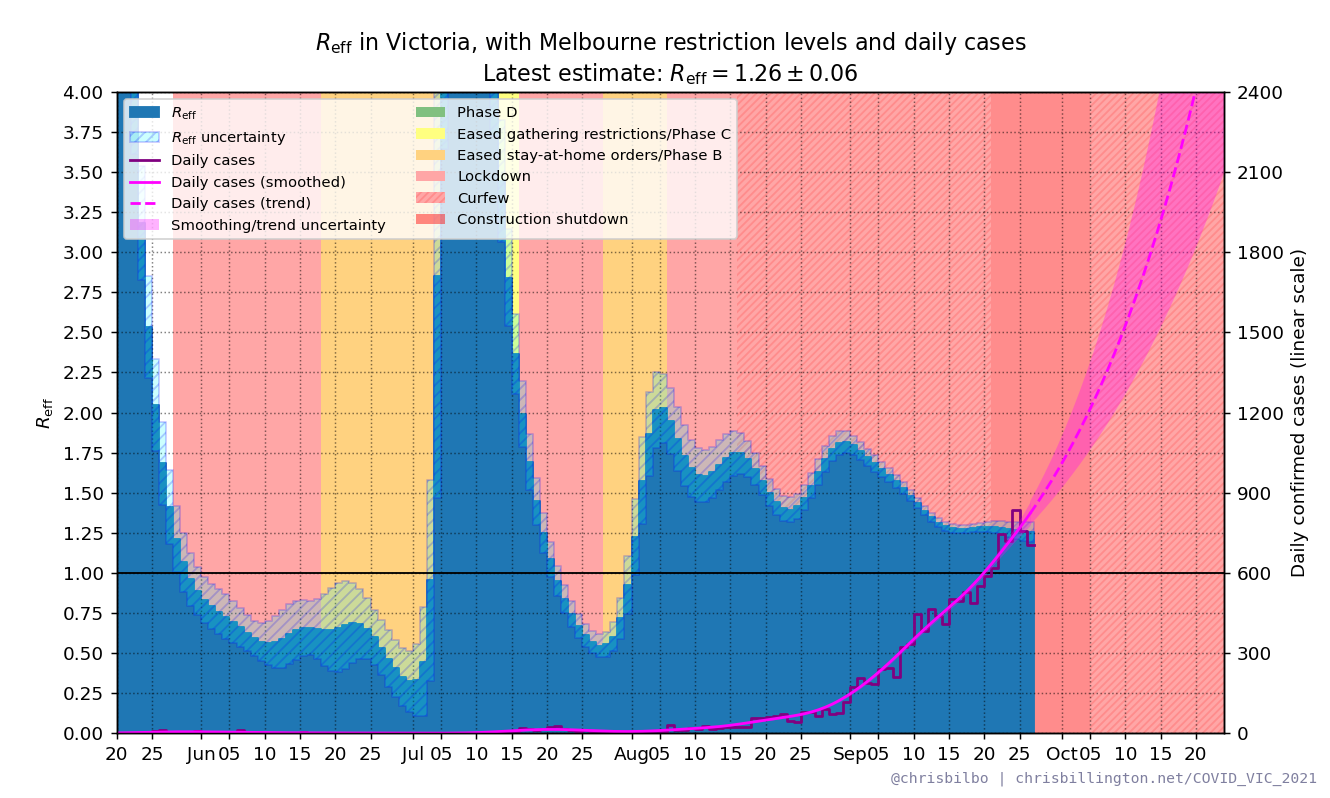 R_eff in Victoria, with Melbourne restriction levels and daily cases
Latest estimate: R_eff = 1.26 ± 0.06
R_eff
R_eff uncertainty
Daily cases
Daily cases (smoothed)
Daily cases (trend)
Smoothing/trend uncertainty
Phase D
Eased gathering restrictions/Phase C
Eased stay-at-home orders/Phase B
Lockdown
Curfew
Construction shutdown
R_eff
4.00
3.75
3.50
3.25
3.00
2.75
2.50
2.25
2.00
1.75
1.50
1.25
1.00
0.75
0.50
0.25
0.00
2400
2100
1800
1500
1200
900
600
300
0
Daily confirmed cases (linear scale)
20 25 Jun 05 10 15 20 25 Jul 05 10 15 20 25 Aug 05 10 15 20 25 Sep 05 10 15 20 25 Oct 05 10 15 20
@chrisbilbo | chrisbillington.net/COVID_VIC_2021